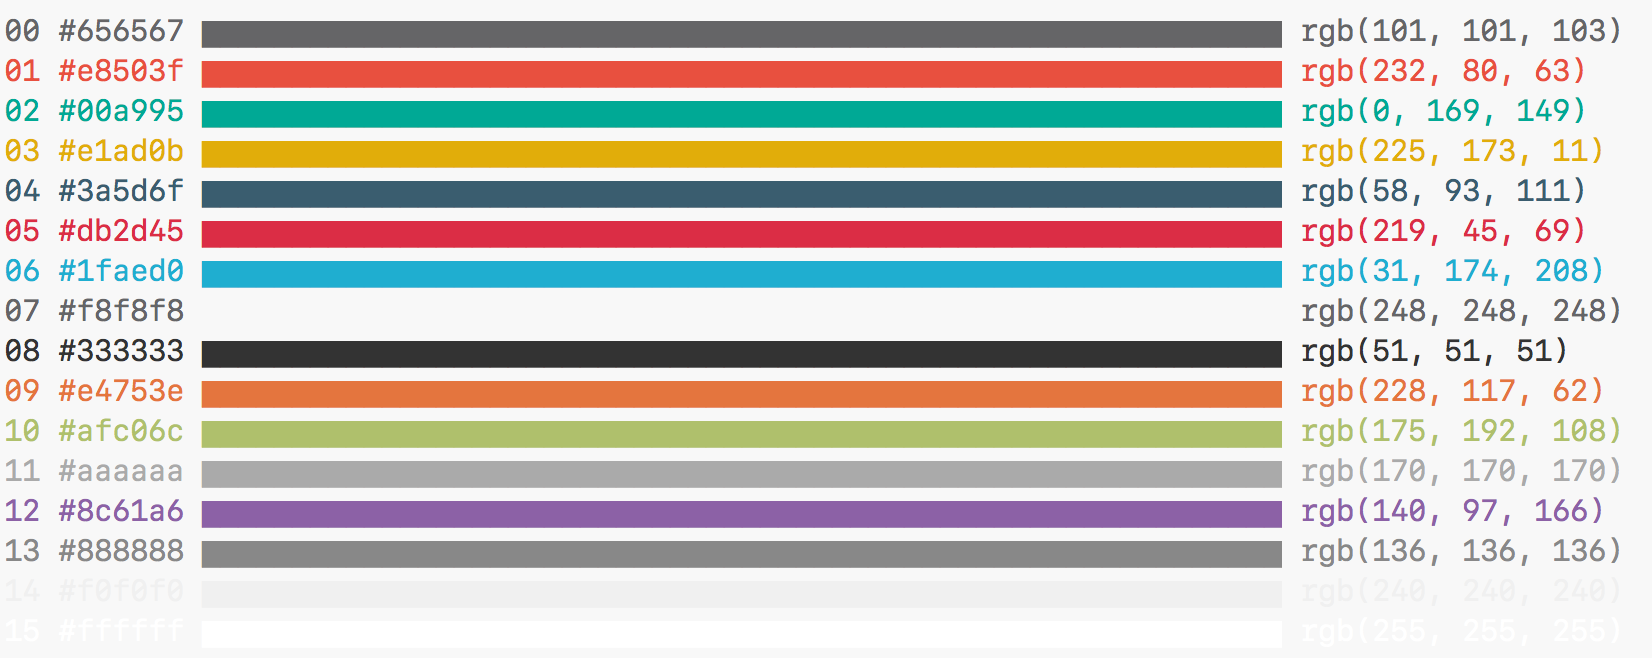 00 #656567 rgb(101, 101, 103)
01 #e8503f rgb(232, 80, 63)
02 #00a995 rgb(0, 169, 149)
03 #e1ad0b rgb(225, 173, 11)
04 #3a5d6f rgb(58, 93, 111)
05 #db2d45 rgb(219, 45, 69)
06 #1faed0 rgb(31, 174, 208)
07 #f8f8f8 rgb(248, 248, 248)
08 #333333 rgb(51, 51, 51)
09 #e4753e rgb(228, 117, 62)
10 #afc06c rgb(175, 192, 108)
11 #aaaaaa rgb(170, 170, 170)
12 #8c61a6 rgb(140, 97, 166)
13 #888888 rgb(136, 136, 136)
14 #f0f0f0 rgb(240, 240, 240)
15 #ffffff rgb(255, 255, 255)